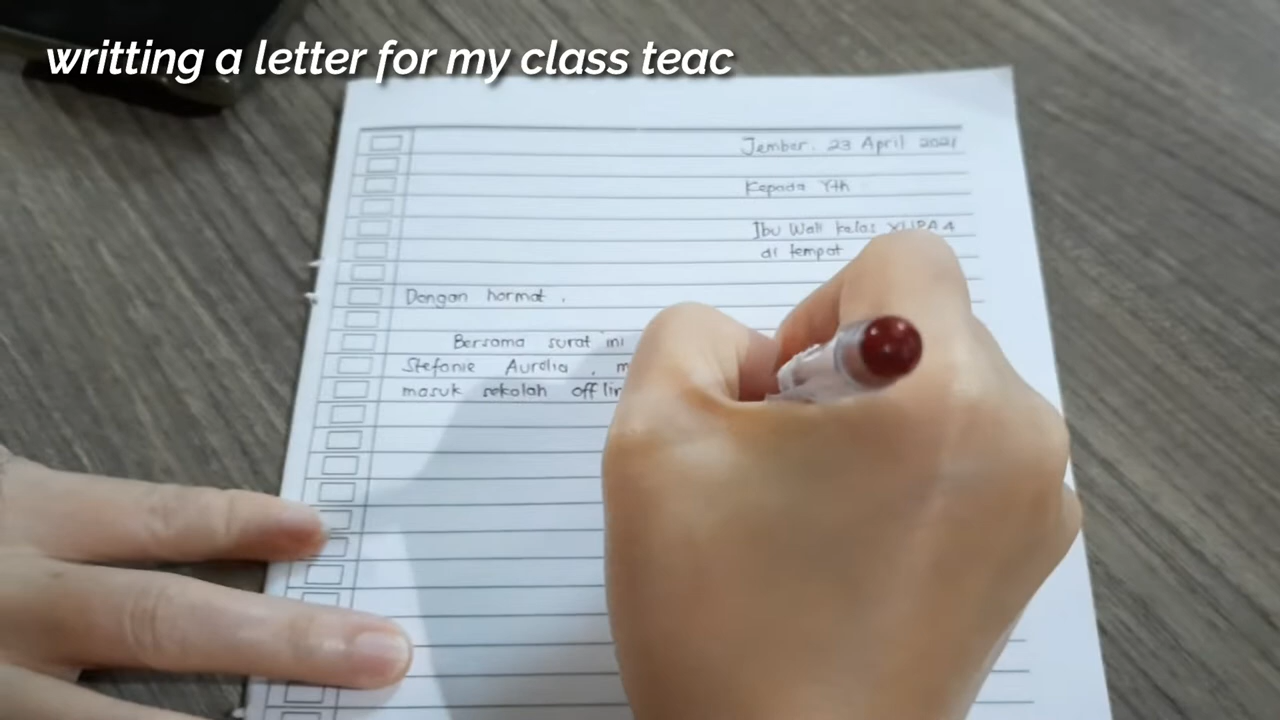 writting a letter for my class teac
Jember, 23 April 2021
Kepada Yth
Ibu Wali kelas XI IPA 4
di tempat
Dengan hormat,
Bersama surat ini
Stefanie Aurelia, m
masuk sekolah offlin